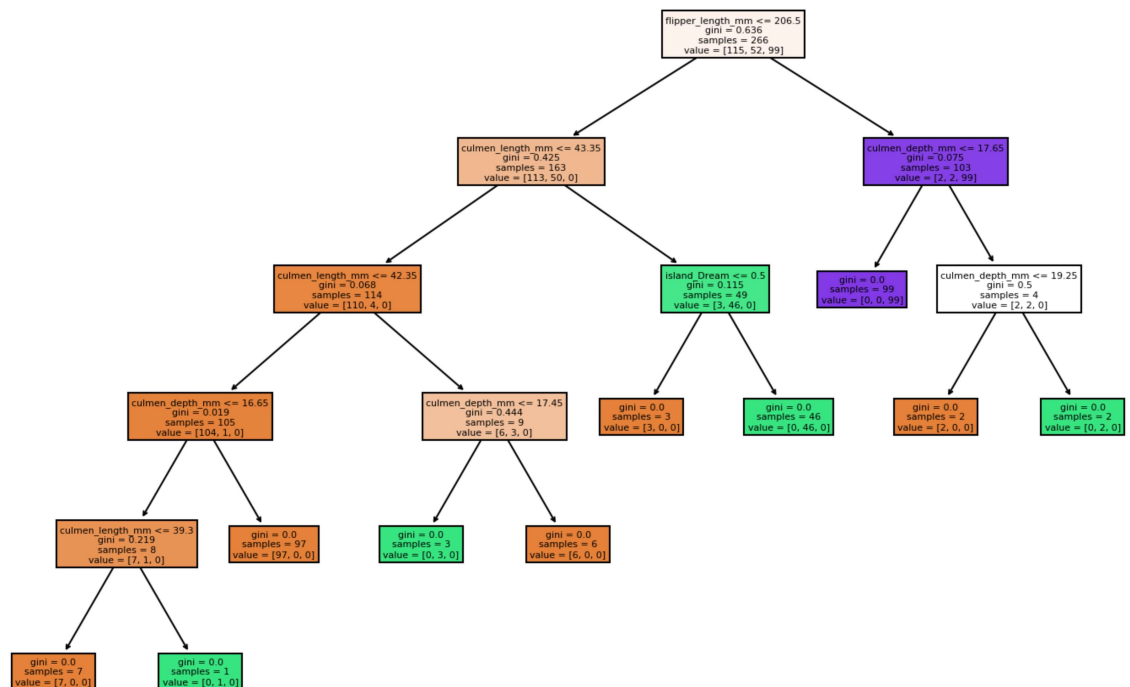 flipper_length_mm <= 206.5
gini = 0.636
samples = 266
value = [115, 52, 99]
culmen_length_mm <= 43.35
gini = 0.425
samples = 163
value = [113, 50, 0]
culmen_depth_mm <= 17.65
gini = 0.075
samples = 103
value = [2, 2, 99]
culmen_length_mm <= 42.35
gini = 0.068
samples = 114
value = [110, 4, 0]
island_Dream <= 0.5
gini = 0.115
samples = 49
value = [3, 46, 0]
gini = 0.0
samples = 99
value = [0, 0, 99]
culmen_depth_mm <= 19.25
gini = 0.5
samples = 4
value = [2, 2, 0]
culmen_depth_mm <= 16.65
gini = 0.019
samples = 105
value = [104, 1, 0]
culmen_depth_mm <= 17.45
gini = 0.444
samples = 9
value = [6, 3, 0]
gini = 0.0
samples = 3
value = [3, 0, 0]
gini = 0.0
samples = 46
value = [0, 46, 0]
gini = 0.0
samples = 2
value = [2, 0, 0]
gini = 0.0
samples = 2
value = [0, 2, 0]
culmen_length_mm <= 39.3
gini = 0.219
samples = 8
value = [7, 1, 0]
gini = 0.0
samples = 97
value = [97, 0, 0]
gini = 0.0
samples = 3
value = [0, 3, 0]
gini = 0.0
samples = 6
value = [6, 0, 0]
gini = 0.0
samples = 7
value = [7, 0, 0]
gini = 0.0
samples = 1
value = [0, 1, 0]